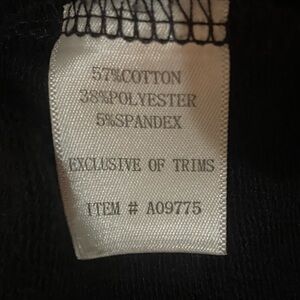 57%COTTON
38%POLYESTER
5%SPANDEX
EXCLUSIVE OF TRIMS
ITEM # A09775